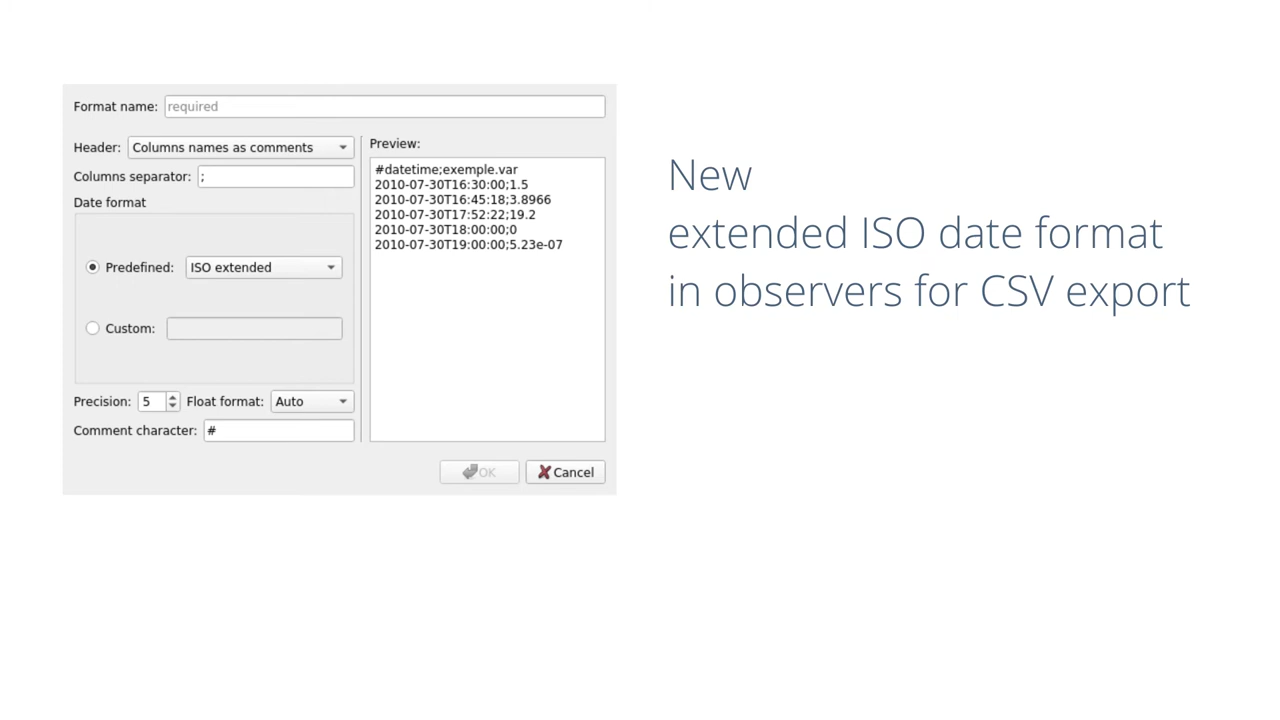 Format name: required
Header: Columns names as comments
Columns separator: ;
Date format
Predefined: ISO extended
Custom:
Precision: 5 Float format: Auto
Comment character: #
Preview:
#datetime;exemple.var
2010-07-30T16:30:00;1.5
2010-07-30T16:45:18;3.8966
2010-07-30T17:52:22;19.2
2010-07-30T18:00:00;0
2010-07-30T19:00:00;5.23e-07
OK Cancel
New
extended ISO date format
in observers for CSV export